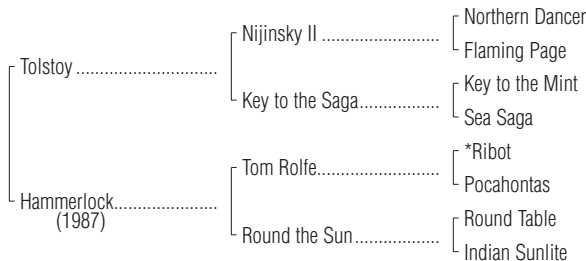 Northern Dancer
Nijinsky II ........................
Flaming Page
Tolstoy .............................
Key to the Mint
Key to the Saga................
Sea Saga
*Ribot
Tom Rolfe.........................
Pocahontas
Hammerlock.....................
(1987)
Round Table
Round the Sun.................
Indian Sunlite